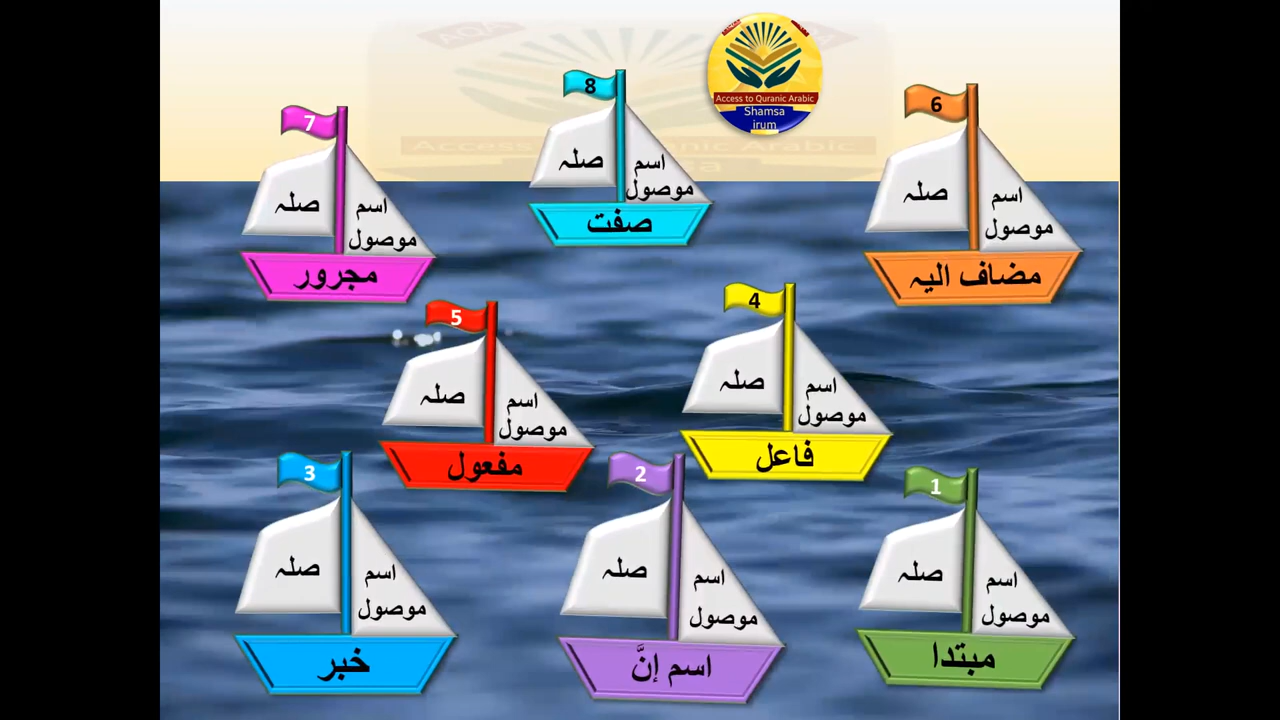 Access to Quranic Arabic
Shamsa
irum
8
صلہ
اسم
موصول
صفت
7
صلہ
اسم
موصول
مجرور
6
صلہ
اسم
موصول
مضاف الیہ
5
صلہ
اسم
موصول
مفعول
4
صلہ
اسم
موصول
فاعل
3
صلہ
اسم
موصول
خبر
2
صلہ
اسم
موصول
اسم إنَّ
1
صلہ
اسم
موصول
مبتدا